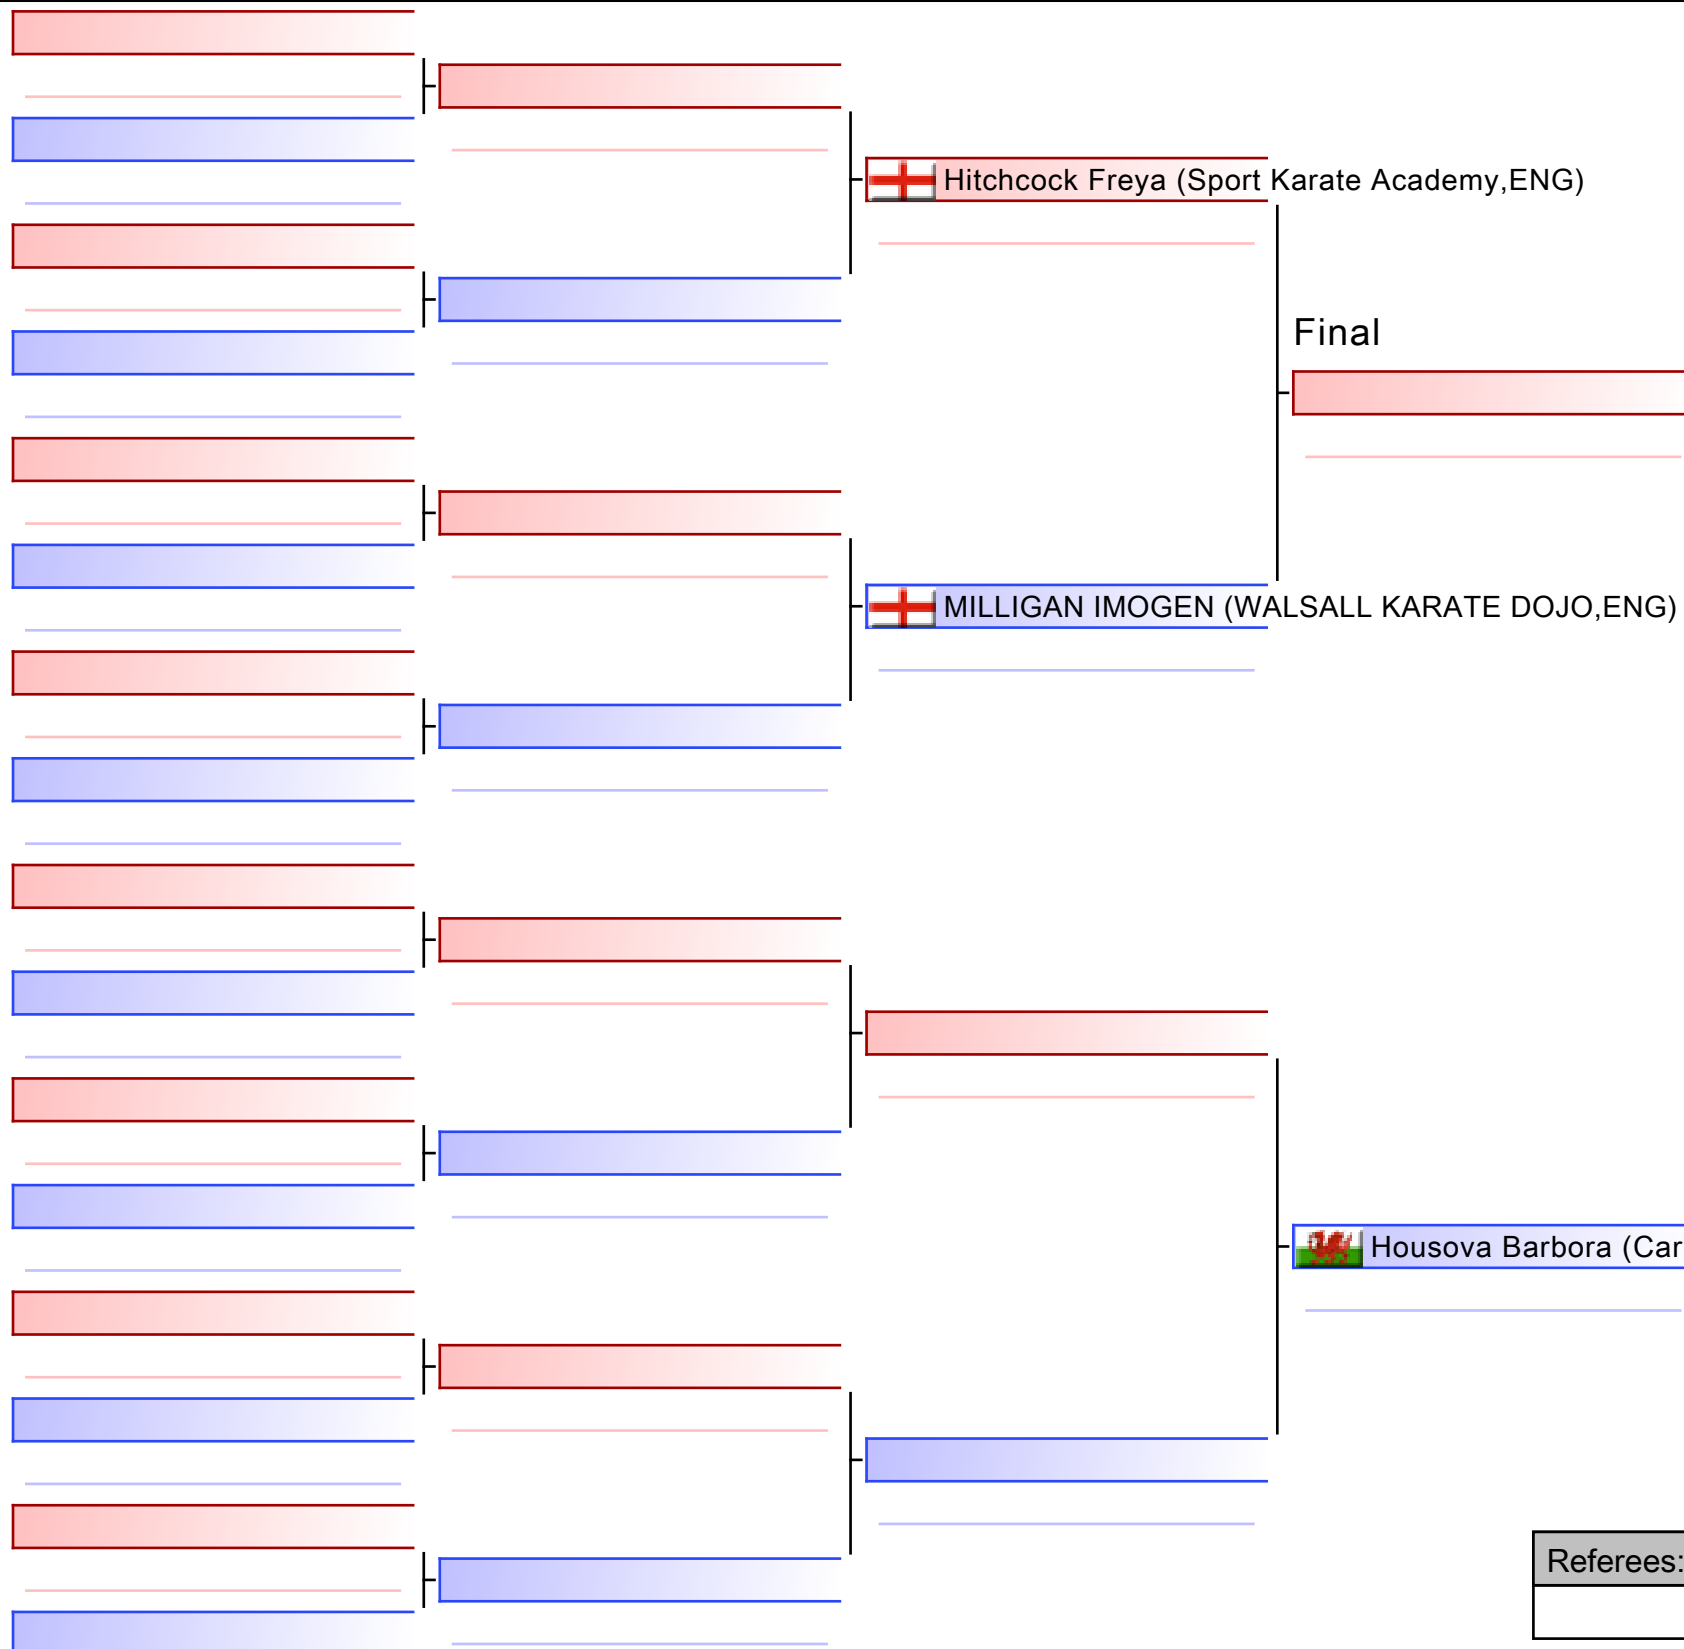 Hitchcock Freya (Sport Karate Academy,ENG)
Final
MILLIGAN IMOGEN (WALSALL KARATE DOJO,ENG)
Housova Barbora (Car
Referees: